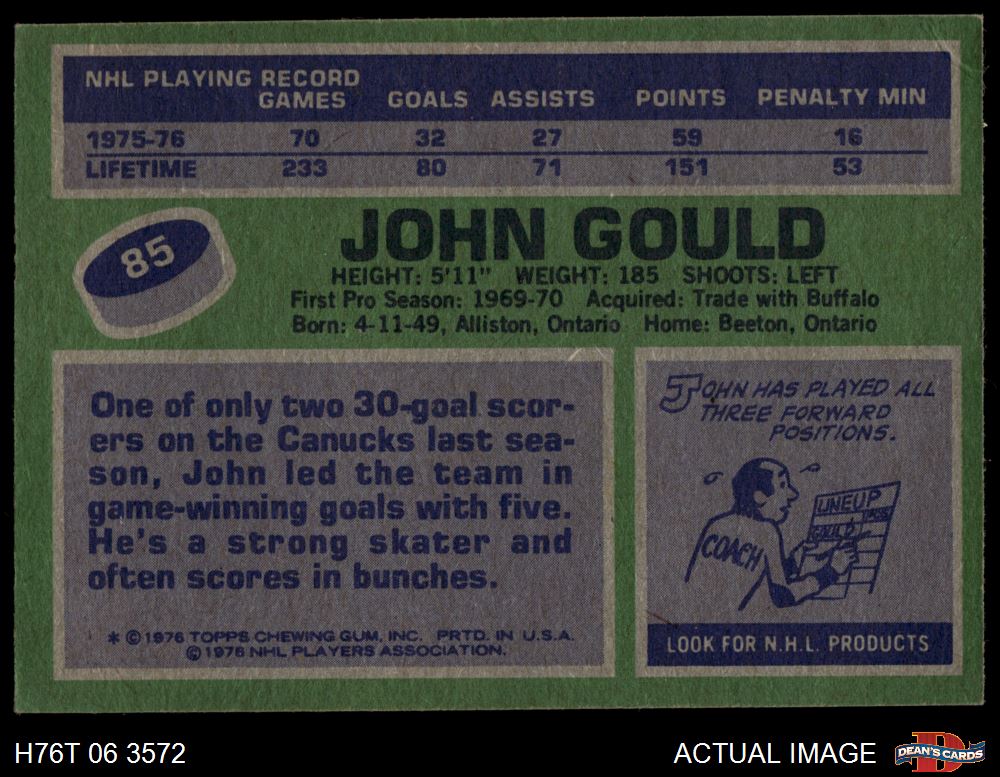 NHL PLAYING RECORD
GAMES GOALS ASSISTS POINTS PENALTY MIN
1975-76 70 32 27 59 16
LIFETIME 233 80 71 151 53
85
JOHN GOULD
HEIGHT: 5'11" WEIGHT: 185 SHOOTS: LEFT
First Pro Season: 1969-70 Acquired: Trade with Buffalo
Born: 4-11-49, Alliston, Ontario Home: Beeton, Ontario
One of only two 30-goal scor-
ers on the Canucks last sea-
son, John led the team in
game-winning goals with five.
He's a strong skater and
often scores in bunches.
* © 1976 TOPPS CHEWING GUM, INC. PRTD. IN U.S.A.
© 1976 NHL PLAYERS ASSOCIATION.
JOHN HAS PLAYED ALL
THREE FORWARD
POSITIONS.
LINEUP
GOULD
COACH
LOOK FOR N.H.L. PRODUCTS
H76T 06 3572
ACTUAL IMAGE
D
DEAN'S CARDS